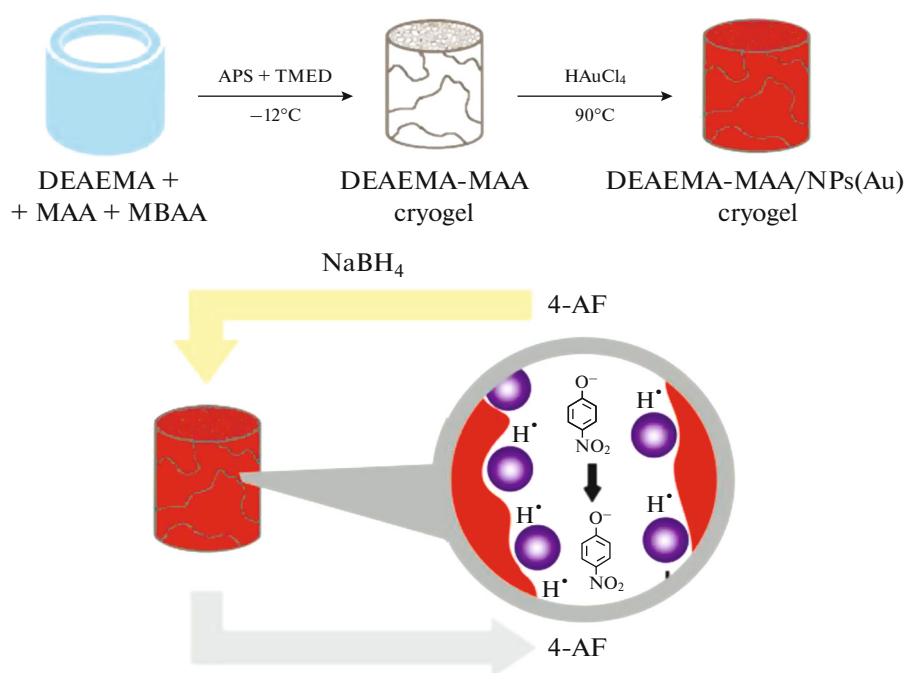 APS + TMED
−12°C
HAuCl₄
90°C
DEAEMA +
+ MAA + MBAA
DEAEMA-MAA
cryogel
DEAEMA-MAA/NPs(Au)
cryogel
NaBH₄
4-AF
O⁻
NO₂
H•
H•
H•
H•
O⁻
NO₂
H•
4-AF